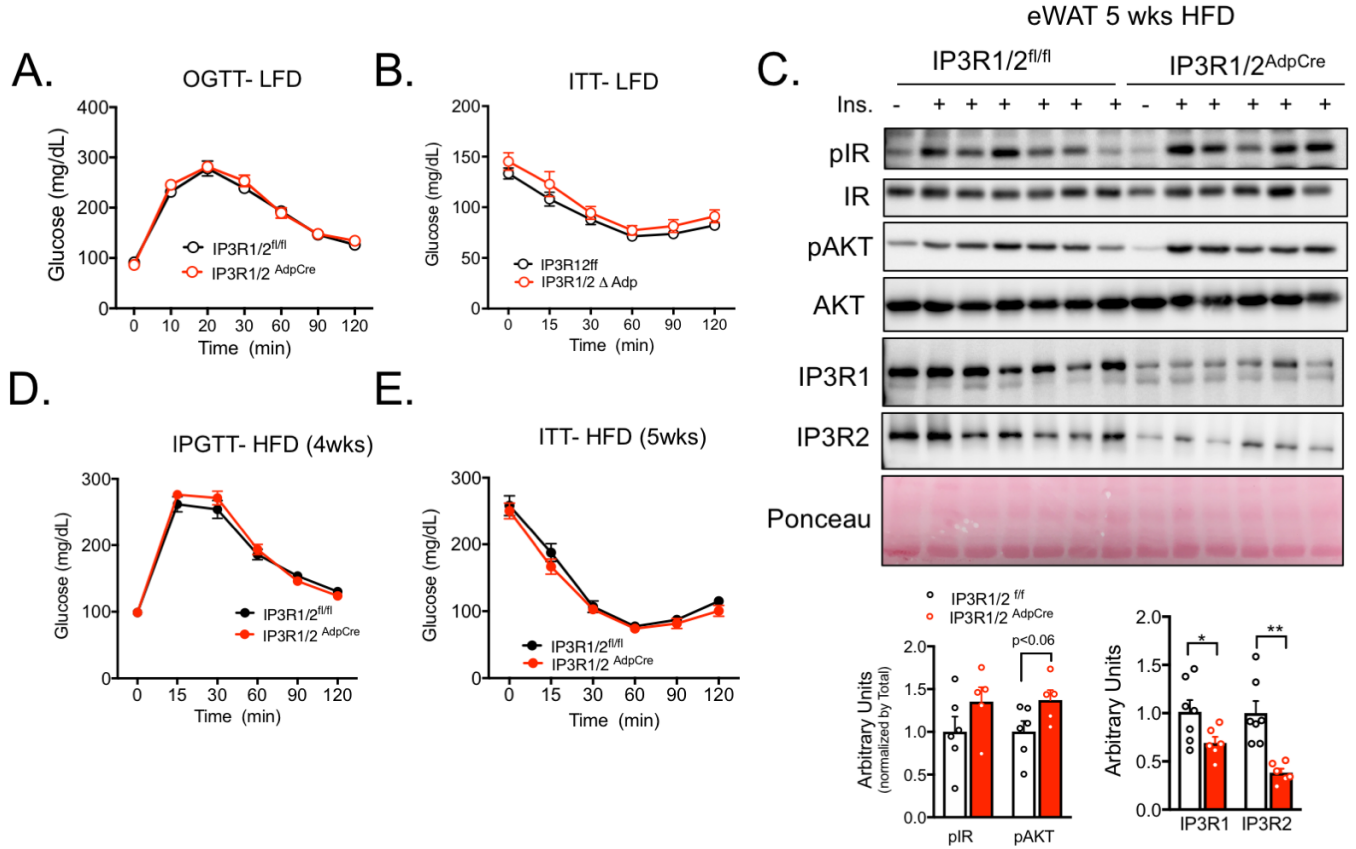 A.
OGTT- LFD
Glucose (mg/dL)
400
300
200
100
0
IP3R1/2fl/fl
IP3R1/2 AdpCre
0 10 20 30 60 90 120
Time (min)
B.
ITT- LFD
Glucose (mg/dL)
200
150
100
50
0
IP3R12ff
IP3R1/2 Δ Adp
0 15 30 60 90 120
Time (min)
eWAT 5 wks HFD
C.
IP3R1/2fl/fl IP3R1/2AdpCre
Ins. - + + + + + + - + + + + +
pIR
IR
pAKT
AKT
IP3R1
IP3R2
Ponceau
D.
IPGTT- HFD (4wks)
Glucose (mg/dL)
300
200
100
0
IP3R1/2fl/fl
IP3R1/2 AdpCre
0 15 30 60 90 120
Time (min)
E.
ITT- HFD (5wks)
Glucose (mg/dL)
300
200
100
0
IP3R1/2fl/fl
IP3R1/2 AdpCre
0 15 30 60 90 120
Time (min)
IP3R1/2 f/f
IP3R1/2 AdpCre
p<0.06
Arbitrary Units
(normalized by Total)
2.0
1.5
1.0
0.5
0.0
pIR pAKT
Arbitrary Units
2.0
1.5
1.0
0.5
0.0
* **
IP3R1 IP3R2